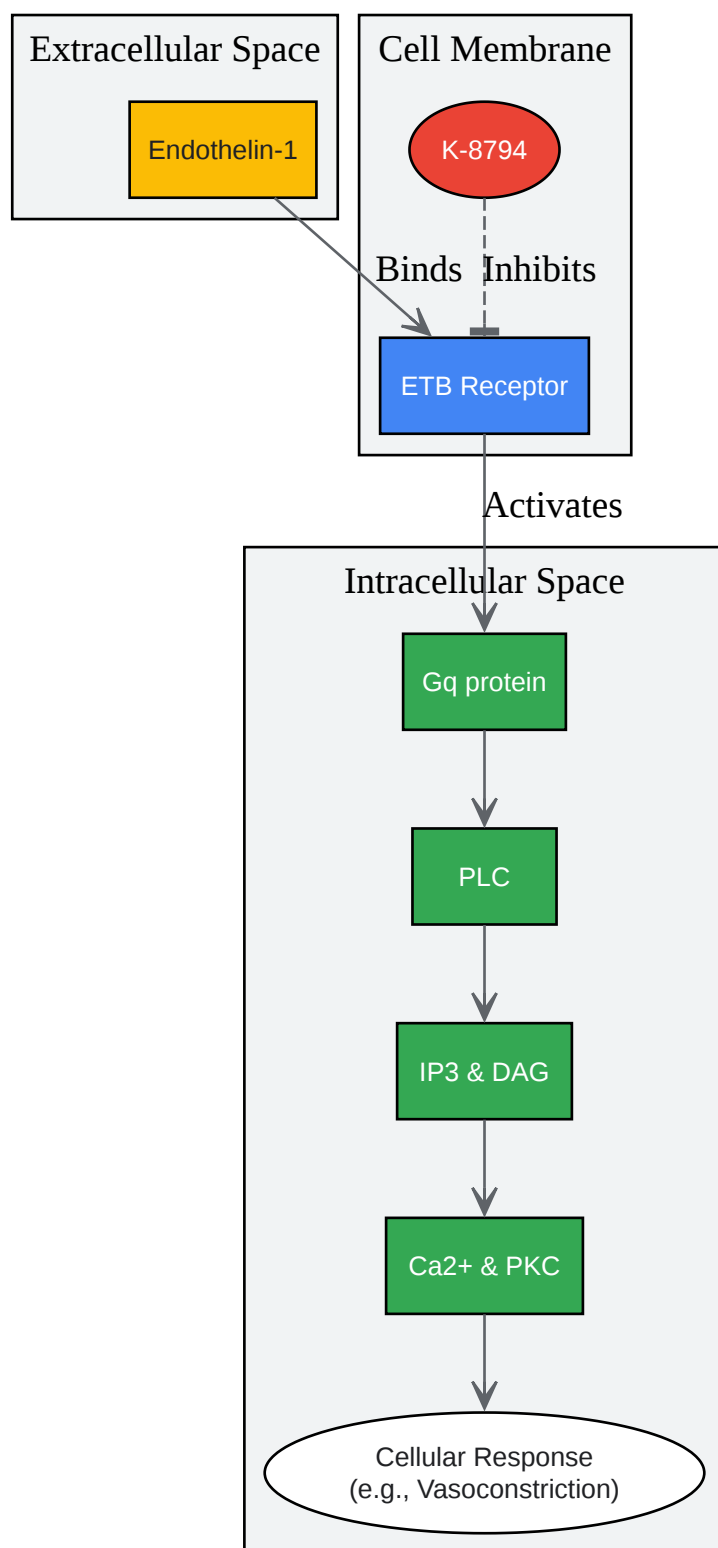 Extracellular Space
Cell Membrane
Endothelin-1
K-8794
Binds
Inhibits
ETB Receptor
Activates
Intracellular Space
Gq protein
PLC
IP3 & DAG
Ca2+ & PKC
Cellular Response
(e.g., Vasoconstriction)